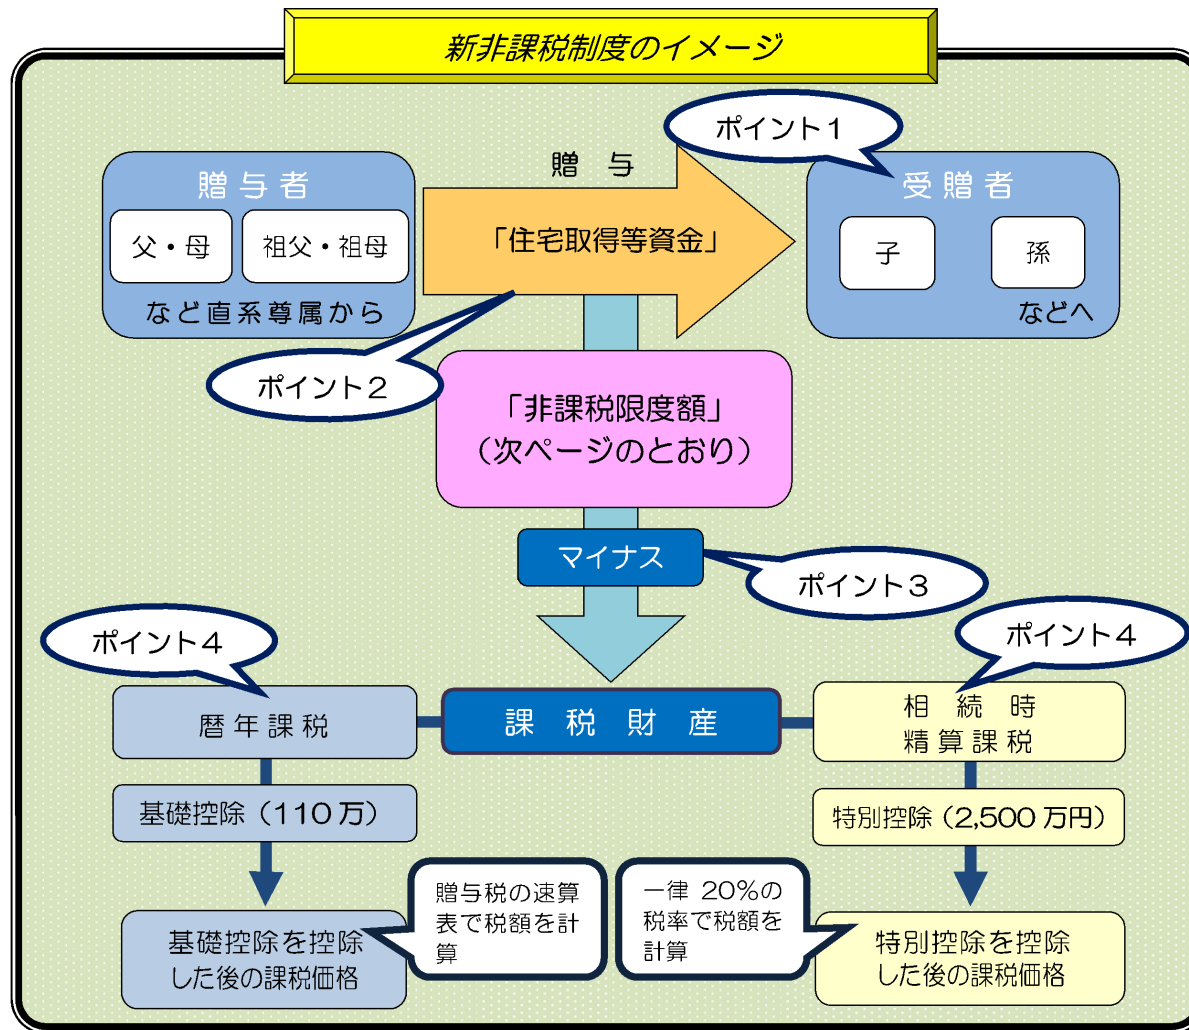 新非課税制度のイメージ
ポイント1
贈与者
父・母
祖父・祖母
など直系尊属から
贈 与
「住宅取得等資金」
受贈者
子
孫
などへ
ポイント2
「非課税限度額」
(次ページのとおり)
マイナス
ポイント3
ポイント4
ポイント4
暦年課税
課 税 財 産
相 続 時
精算課税
基礎控除(110万)
特別控除(2,500万円)
贈与税の速算
表で税額を計
算
一律 20%の
税率で税額を
計算
基礎控除を控除
した後の課税価格
特別控除を控除
した後の課税価格